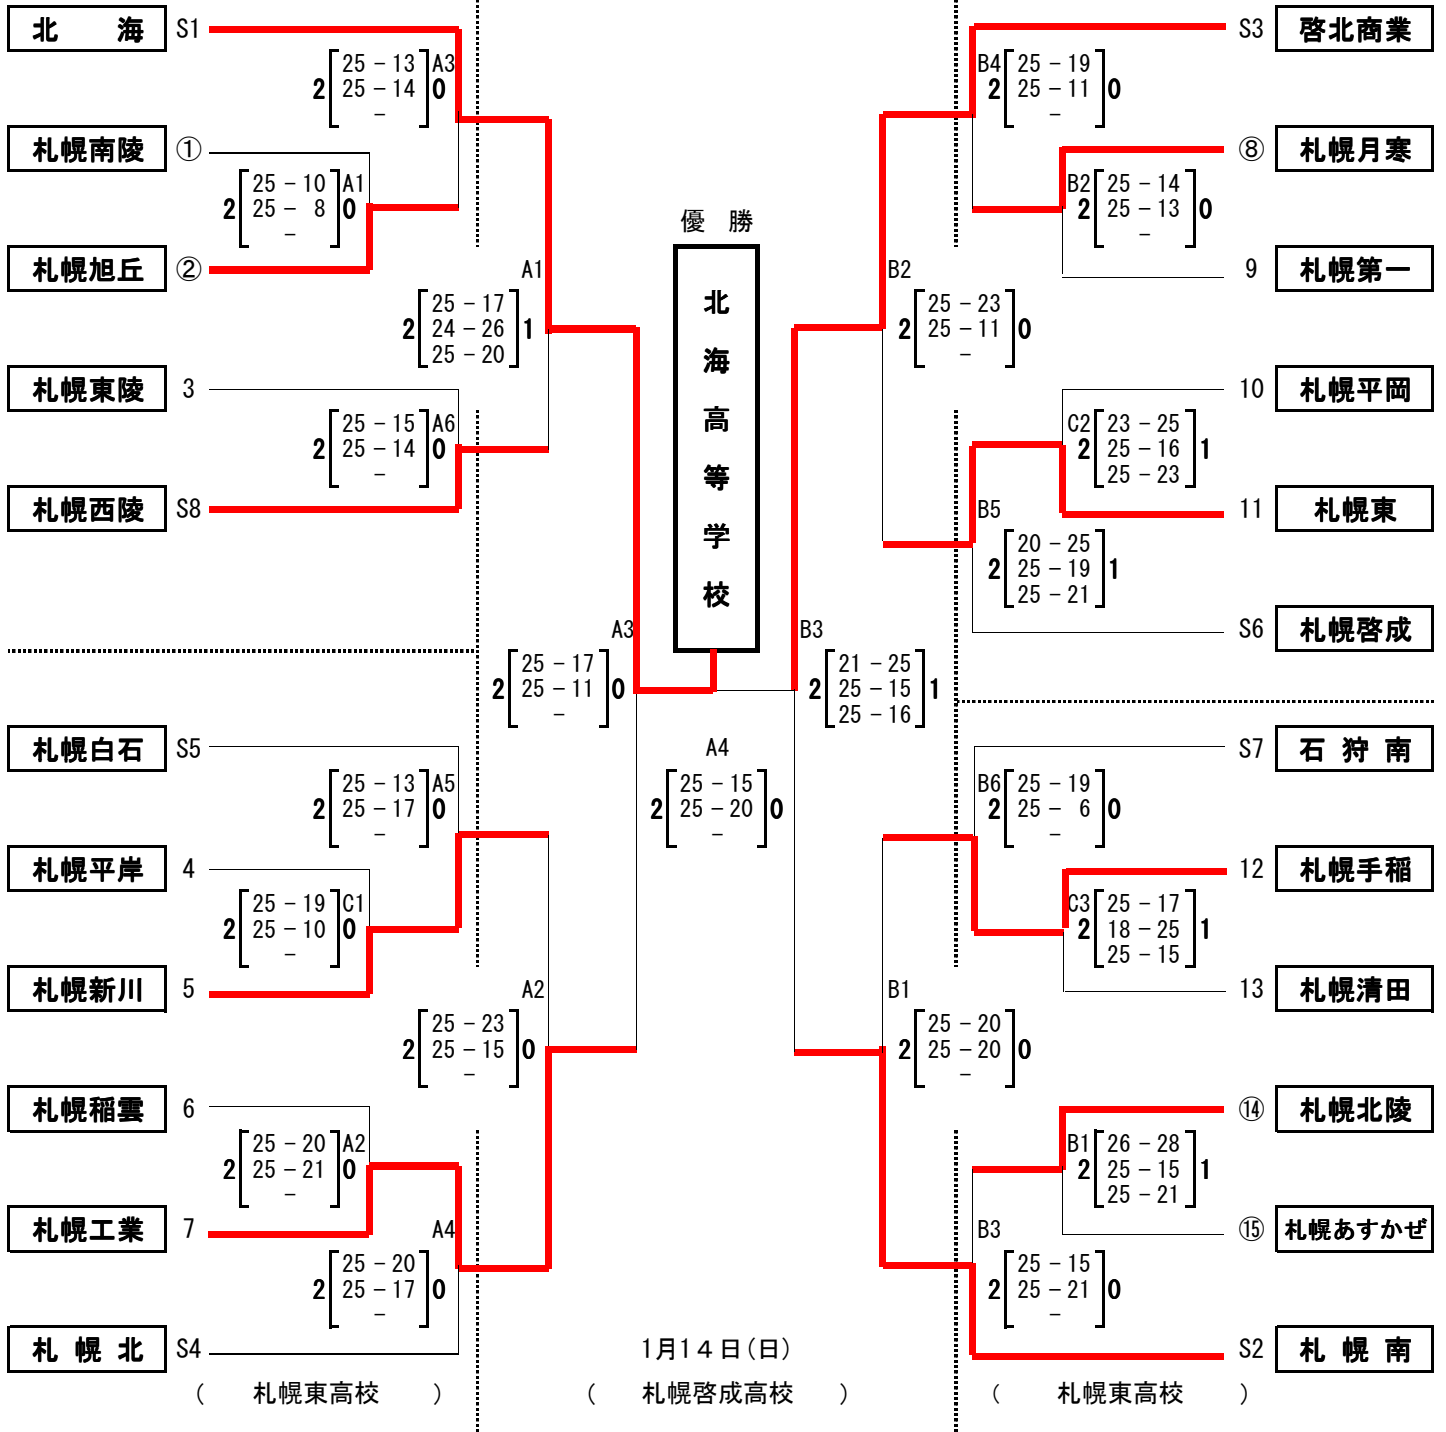 北　海 S1
25 － 13 A3
2 25 － 14 0
－
札幌南陵 ①
25 － 10 A1
2 25 － 8 0
－
札幌旭丘 ②
A1
25 － 17
2 24 － 26 1
25 － 20
札幌東陵 3
25 － 15 A6
2 25 － 14 0
－
札幌西陵 S8
A3
25 － 17
2 25 － 11 0
－
札幌白石 S5
25 － 13 A5
2 25 － 17 0
－
札幌平岸 4
25 － 19 C1
2 25 － 10 0
－
札幌新川 5
A2
25 － 23
2 25 － 15 0
－
札幌稲雲 6
25 － 20 A2
2 25 － 21 0
－
札幌工業 7
A4
25 － 20
2 25 － 17 0
－
札 幌 北 S4
（　札幌東高校　）
優　勝
北
海
高
等
学
校
A4
25 － 15
2 25 － 20 0
－
1月1４日(日)
（　札幌啓成高校　）
S3 啓北商業
B4 25 － 19
2 25 － 11 0
－
⑧ 札幌月寒
B2 25 － 14
2 25 － 13 0
－
9 札幌第一
B2
25 － 23
2 25 － 11 0
－
10 札幌平岡
C2 23 － 25
2 25 － 16 1
25 － 23
11 札幌東
B5
20 － 25
2 25 － 19 1
25 － 21
S6 札幌啓成
B3
21 － 25
2 25 － 15 1
25 － 16
S7 石 狩 南
B6 25 － 19
2 25 － 6 0
－
12 札幌手稲
C3 25 － 17
2 18 － 25 1
25 － 15
13 札幌清田
B1
25 － 20
2 25 － 20 0
－
⑭ 札幌北陵
B1 26 － 28
2 25 － 15 1
25 － 21
⑮ 札幌あすかぜ
B3
25 － 15
2 25 － 21 0
－
S2 札 幌 南
（　札幌東高校　）